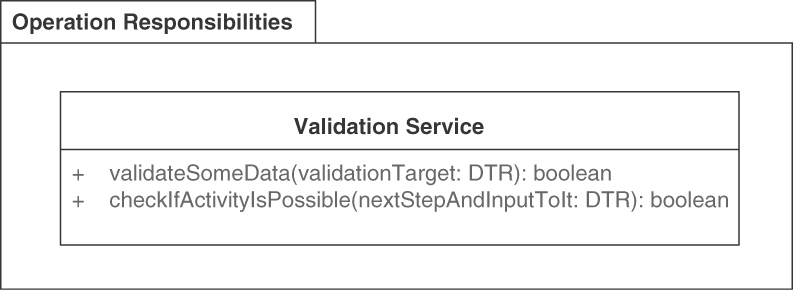 Operation Responsibilities
Validation Service
+ validateSomeData(validationTarget: DTR): boolean
+ checkIfActivityIsPossible(nextStepAndInputToIt: DTR): boolean